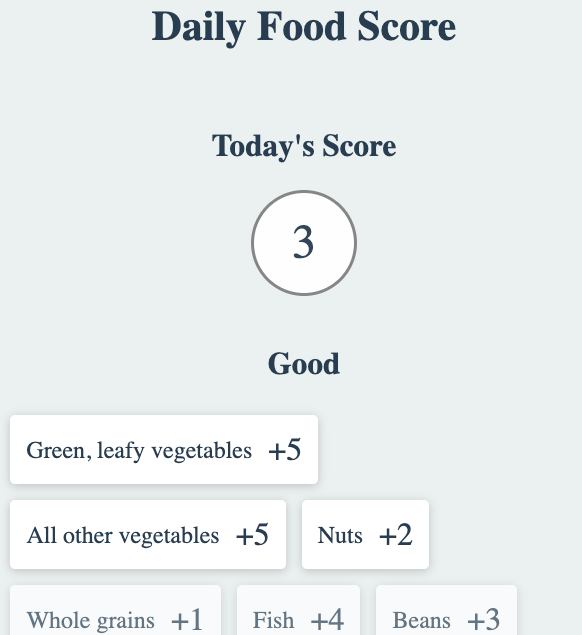 Daily Food Score
Today's Score
3
Good
Green, leafy vegetables +5
All other vegetables +5 Nuts +2
Whole grains +1 Fish +4 Beans +3